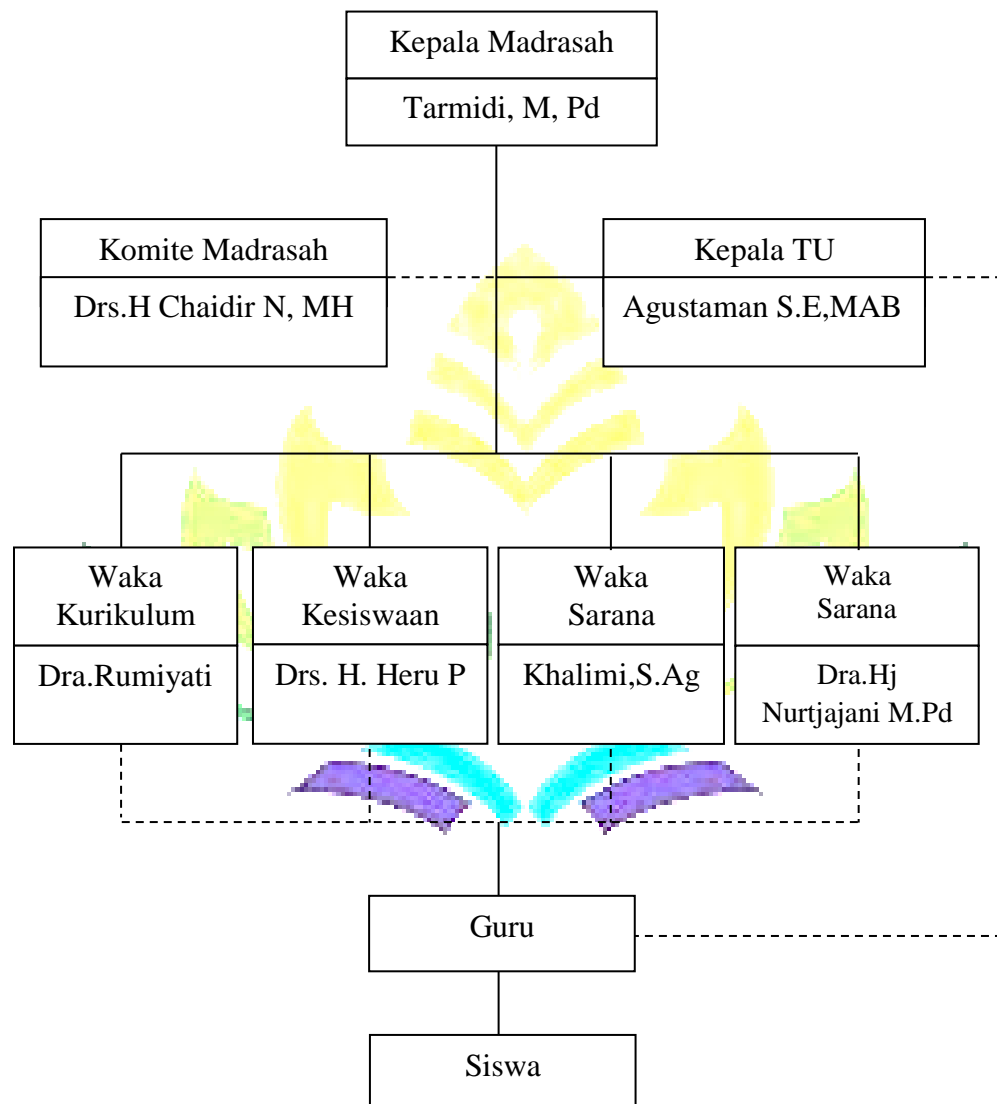 Kepala Madrasah
Tarmidi, M, Pd
Komite Madrasah
Drs.H Chaidir N, MH
Kepala TU
Agustaman S.E,MAB
Waka
Kurikulum
Dra.Rumiyati
Waka
Kesiswaan
Drs. H. Heru P
Waka
Sarana
Khalimi,S.Ag
Waka
Sarana
Dra.Hj
Nurtjajani M.Pd
Guru
Siswa